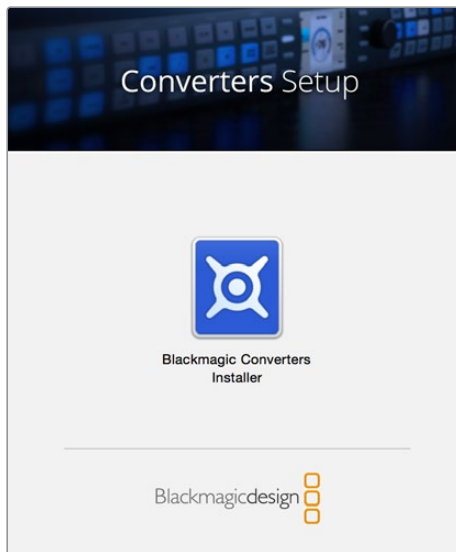 Converters Setup
Blackmagic Converters
Installer
Blackmagicdesign